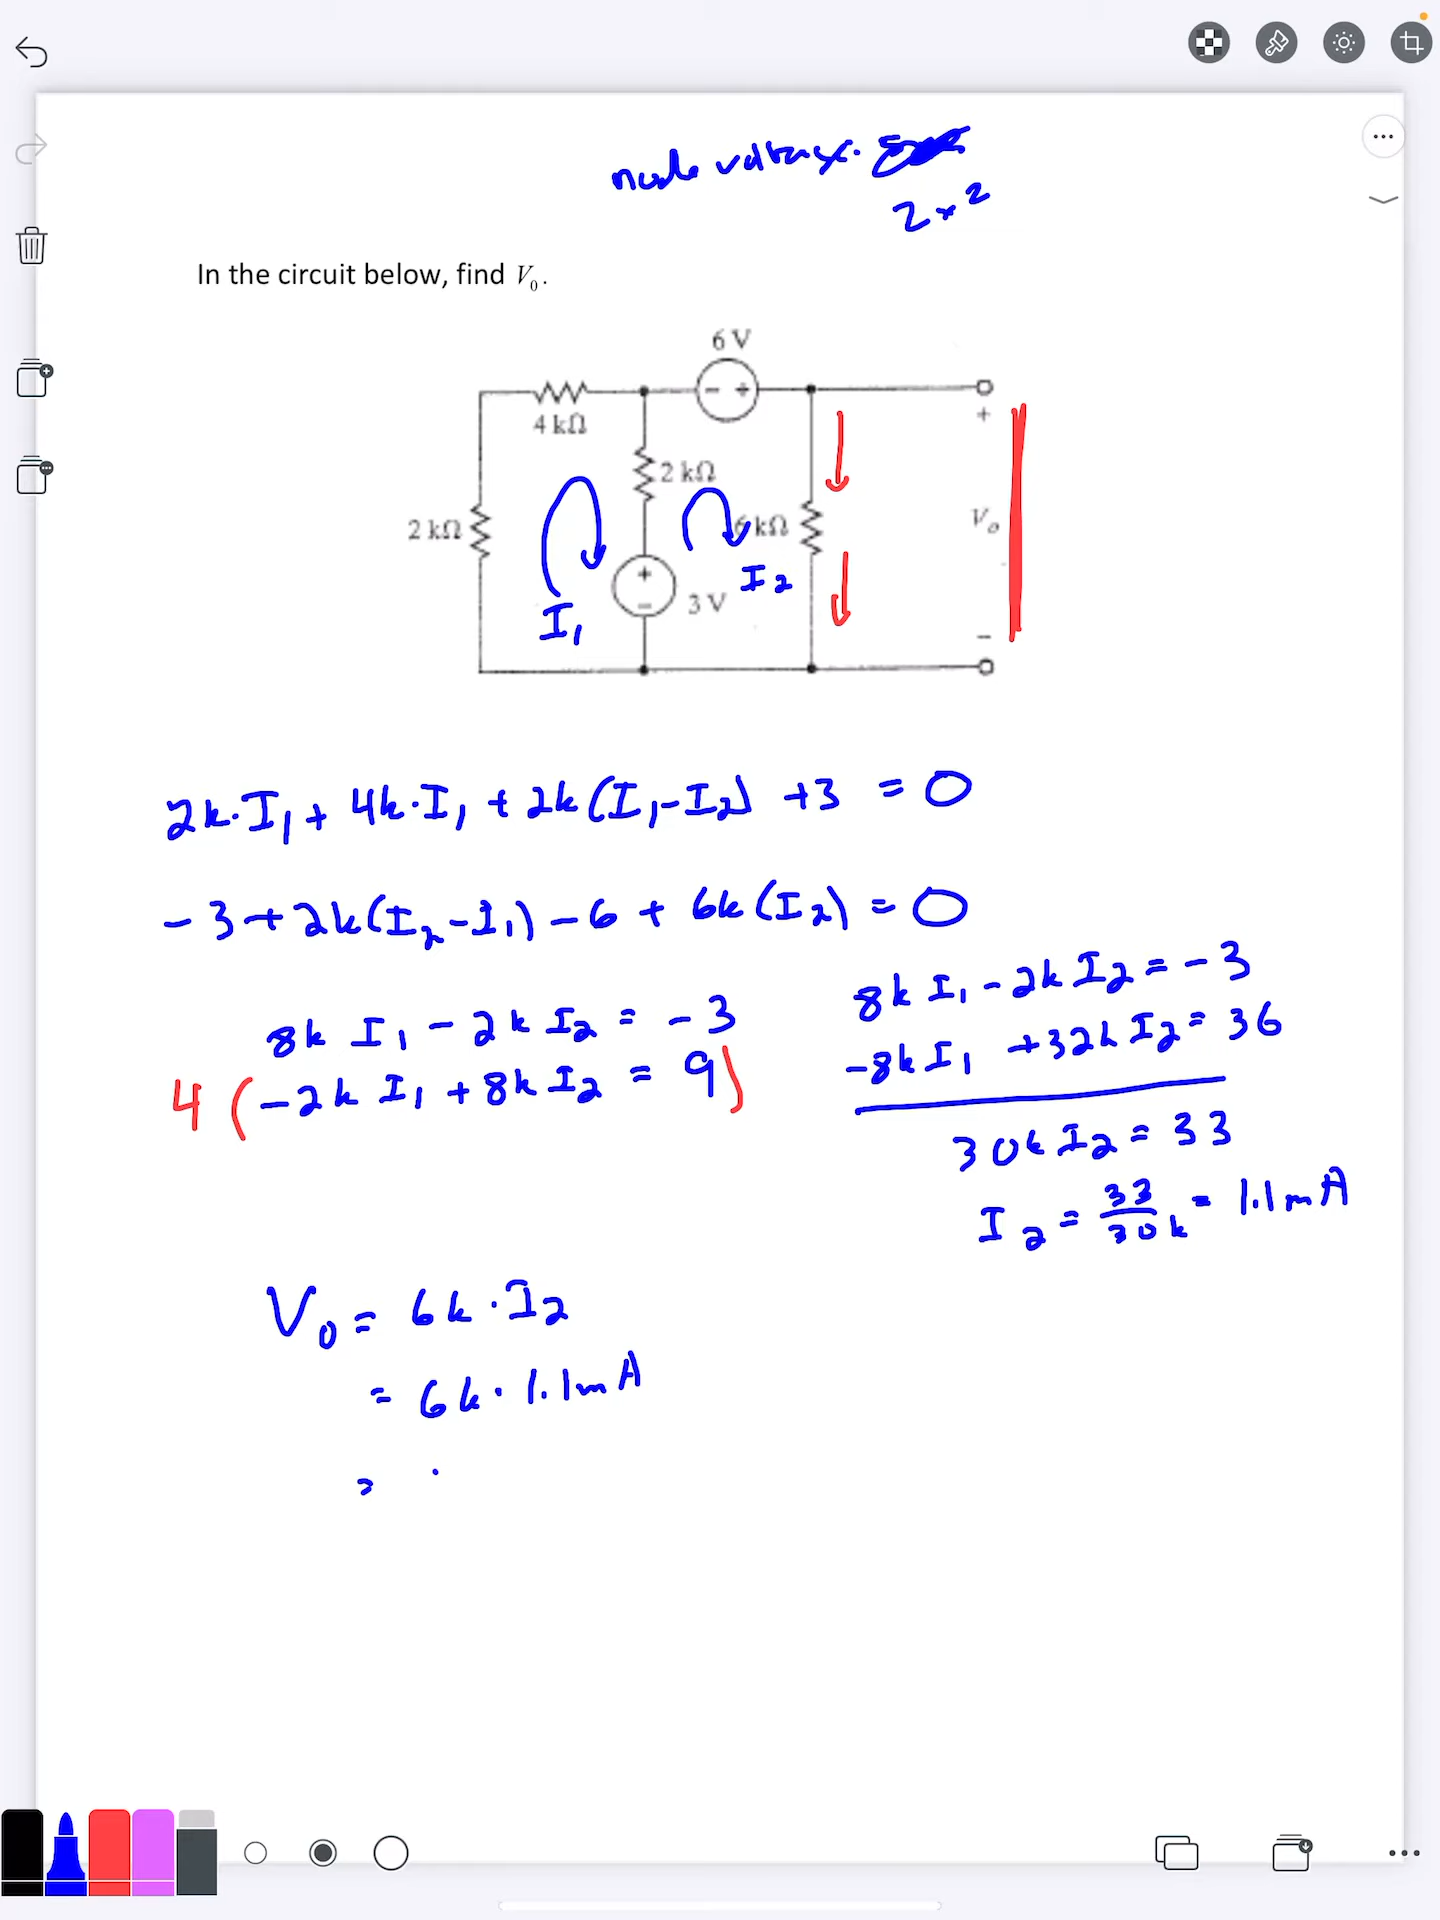 node voltage.
2 x 2
In the circuit below, find V₀.
6 V
- +
4 kΩ
+
2 kΩ
2 kΩ
6 kΩ
V₀
I₂
+
-
3 V
I₁
-
2k·I₁ + 4k·I₁ + 2k(I₁-I₂) +3 = 0
- 3 + 2k(I₂-I₁) - 6 + 6k(I₂) = 0
8k I₁ - 2k I₂ = - 3
4 (-2k I₁ + 8k I₂ = 9)
8k I₁ - 2k I₂ = - 3
-8k I₁ +32k I₂ = 36
30k I₂ = 33
I₂ = 33/30k = 1.1mA
V₀ = 6k · I₂
= 6k · 1.1mA
= .